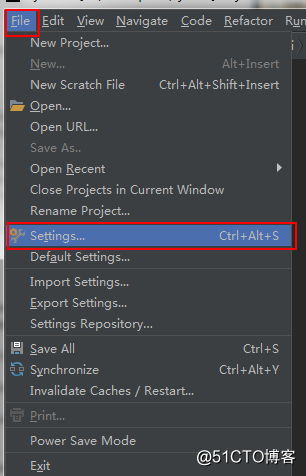 File Edit View Navigate Code Refactor
New Project...
New... Alt+Insert
New Scratch File Ctrl+Alt+Shift+Insert
Open...
Open URL...
Save As..
Open Recent
Close Projects in Current Window
Rename Project...
Settings... Ctrl+Alt+S
Default Settings...
Import Settings...
Export Settings...
Settings Repository...
Save All Ctrl+S
Synchronize Ctrl+Alt+Y
Invalidate Caches / Restart...
Print...
Power Save Mode
@51CTO博客
Exit